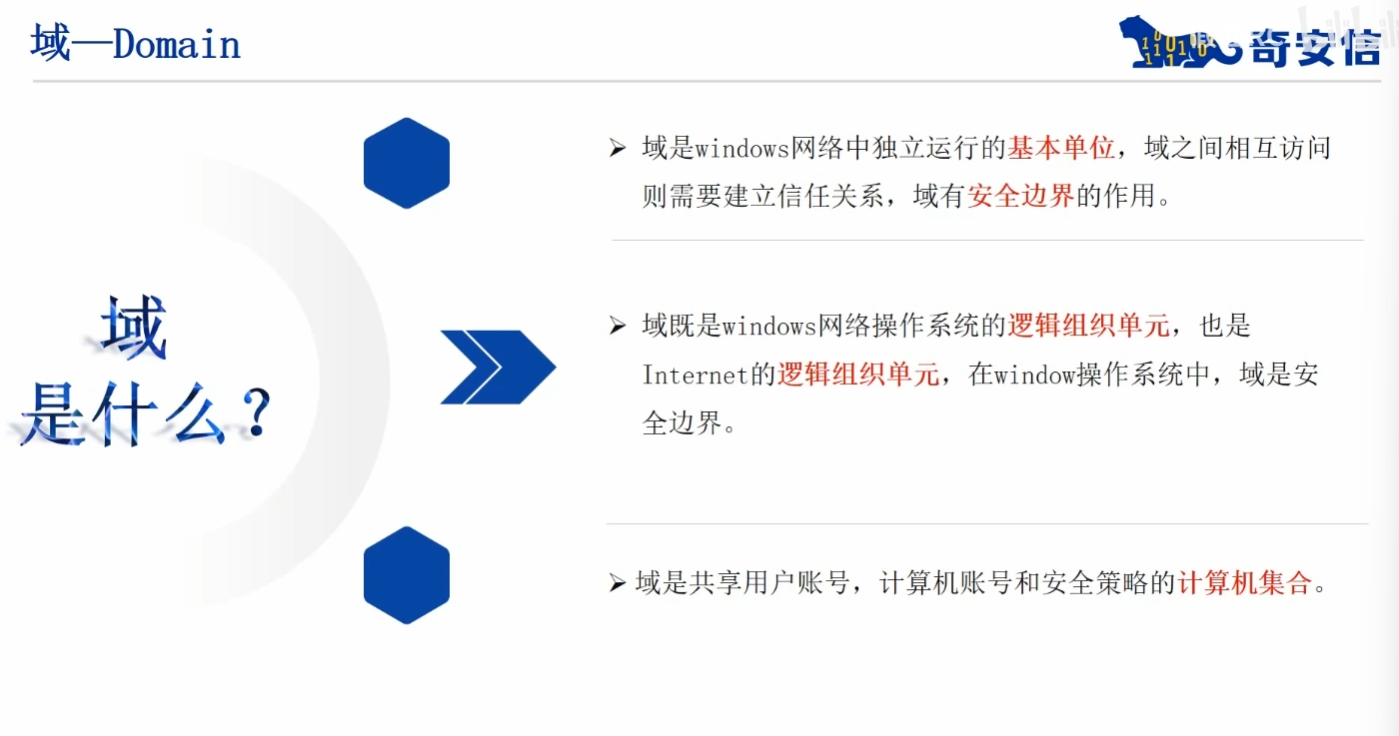 域—Domain
奇安信
域
是什么？
➢ 域是windows网络中独立运行的基本单位，域之间相互访问
则需要建立信任关系，域有安全边界的作用。
➢ 域既是windows网络操作系统的逻辑组织单元，也是
Internet的逻辑组织单元，在window操作系统中，域是安
全边界。
➢ 域是共享用户账号，计算机账号和安全策略的计算机集合。